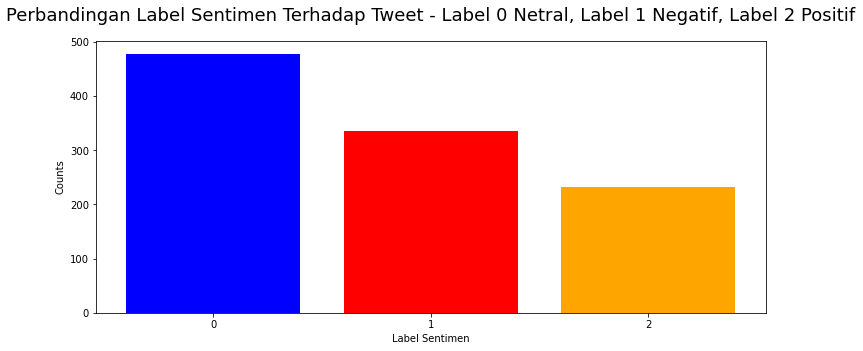 Perbandingan Label Sentimen Terhadap Tweet - Label 0 Netral, Label 1 Negatif, Label 2 Positif
500
400
300
200
100
0
Counts
0 1 2
Label Sentimen